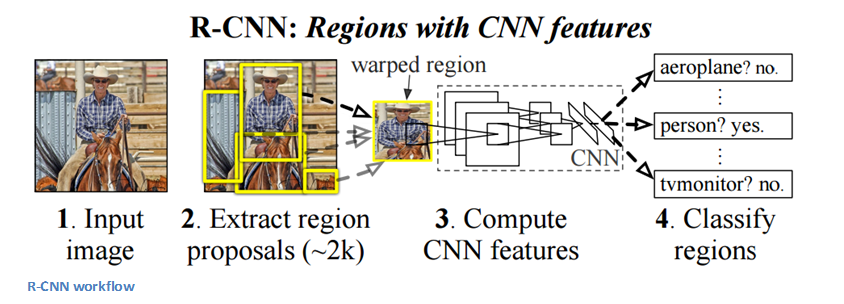 R-CNN: Regions with CNN features
warped region
aeroplane? no.
⋮
person? yes.
⋮
tvmonitor? no.
CNN
1. Input
image
2. Extract region
proposals (~2k)
3. Compute
CNN features
4. Classify
regions
R-CNN workflow